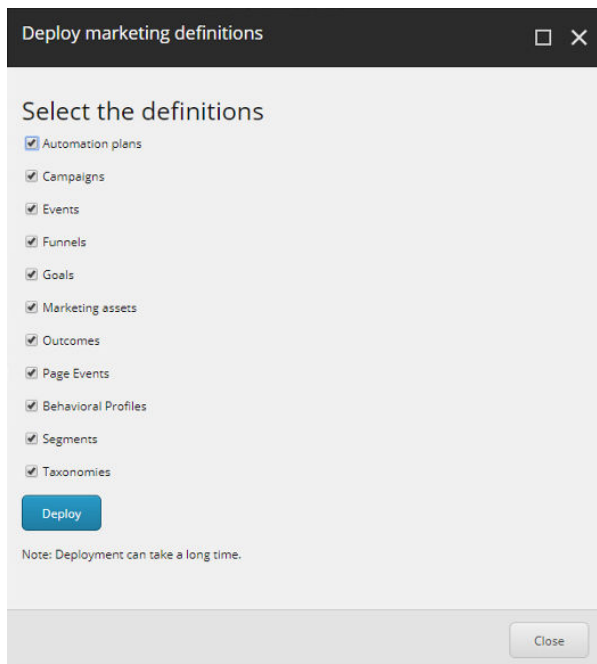 Deploy marketing definitions
Select the definitions
Automation plans
Campaigns
Events
Funnels
Goals
Marketing assets
Outcomes
Page Events
Behavioral Profiles
Segments
Taxonomies
Deploy
Note: Deployment can take a long time.
Close